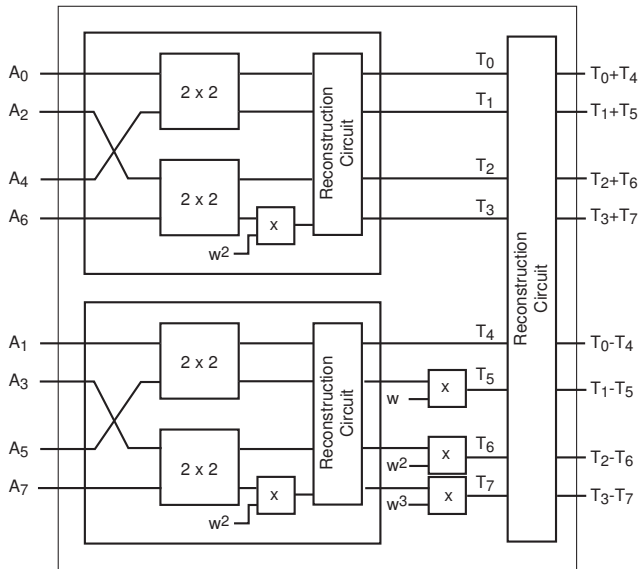 A0
A2
A4
A6
2 x 2
2 x 2
x
w2
Reconstruction
Circuit
T0
T1
T2
T3
A1
A3
A5
A7
2 x 2
2 x 2
x
w2
Reconstruction
Circuit
T4
T5
T6
T7
w
x
w2
x
w3
x
Reconstruction
Circuit
T0+T4
T1+T5
T2+T6
T3+T7
T0-T4
T1-T5
T2-T6
T3-T7